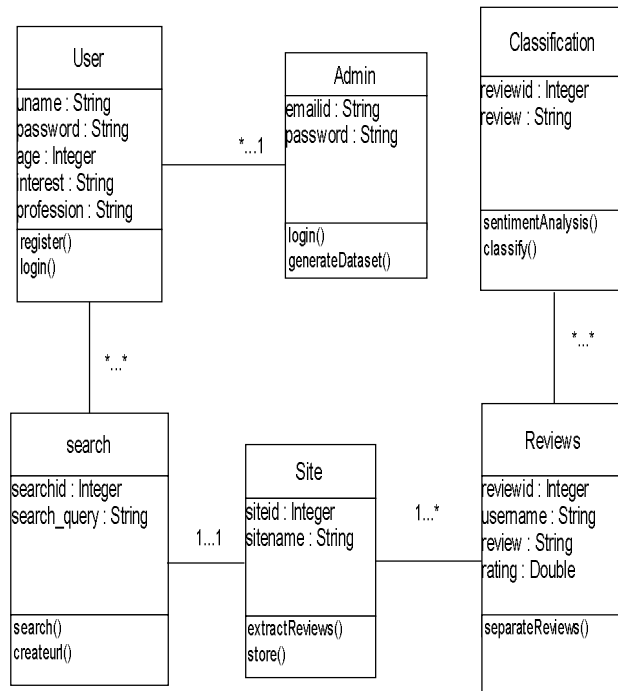 User
uname : String
password : String
age : Integer
interest : String
profession : String
register()
login()
*...1
Admin
emailid : String
password : String
login()
generateDataset()
Classification
reviewid : Integer
review : String
sentimentAnalysis()
classify()
*...*
*...*
search
searchid : Integer
search_query : String
search()
createurl()
1...1
Site
siteid : Integer
sitename : String
extractReviews()
store()
1...*
Reviews
reviewid : Integer
username : String
review : String
rating : Double
separateReviews()